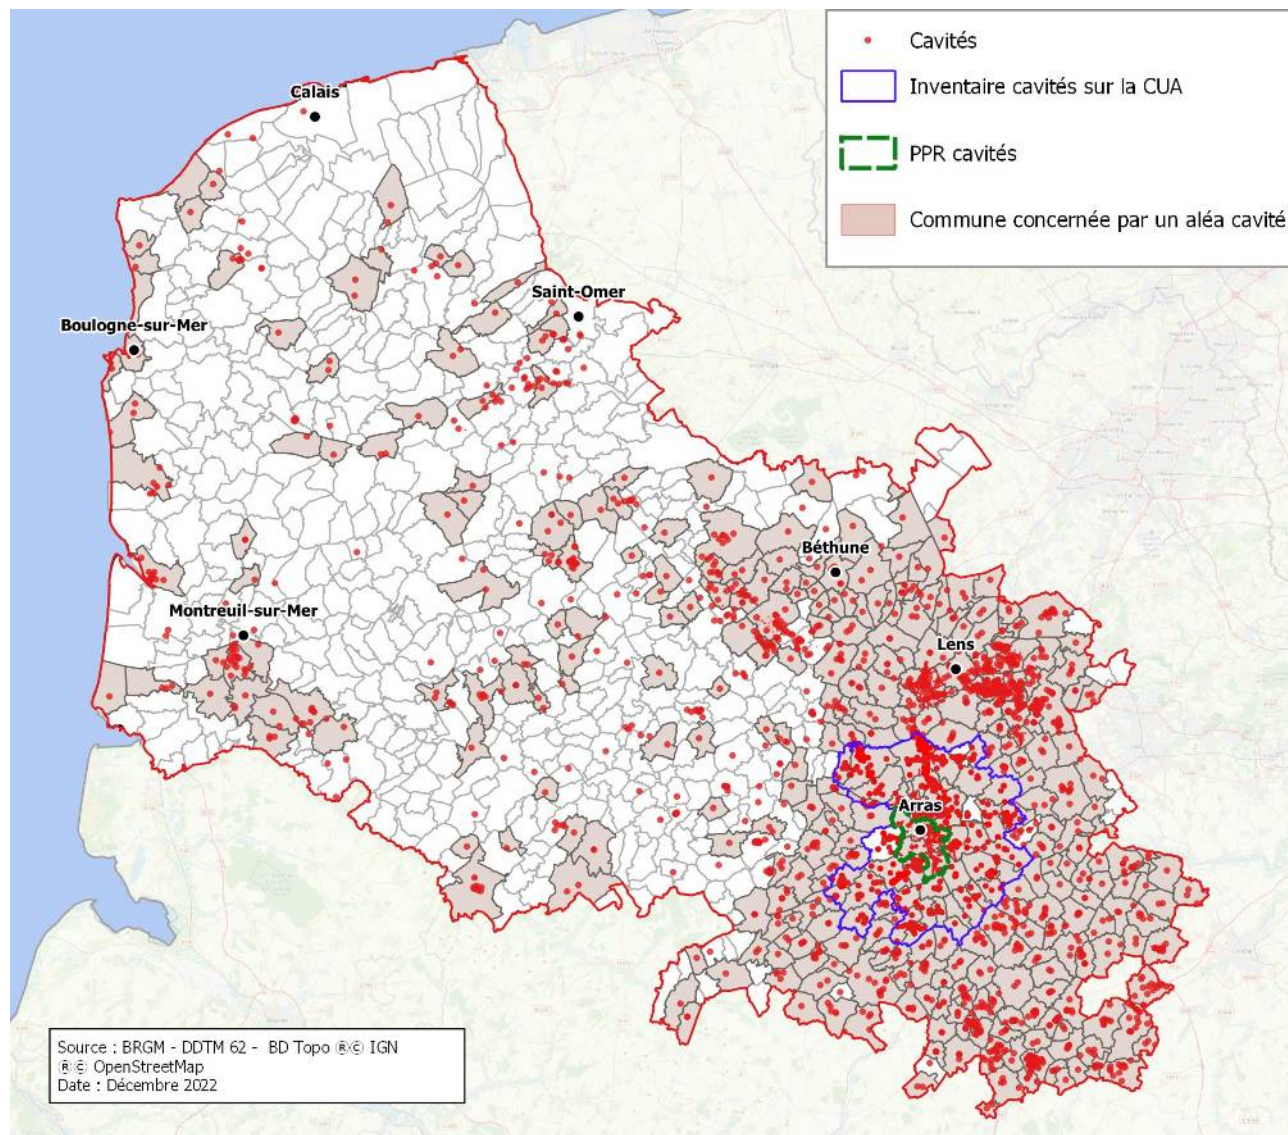 Cavités
Inventaire cavités sur la CUA
PPR cavités
Commune concernée par un aléa cavité
Calais
Saint-Omer
Boulogne-sur-Mer
Béthune
Montreuil-sur-Mer
Lens
Arras
Source : BRGM - DDTM 62 - BD Topo ®© IGN
®© OpenStreetMap
Date : Décembre 2022